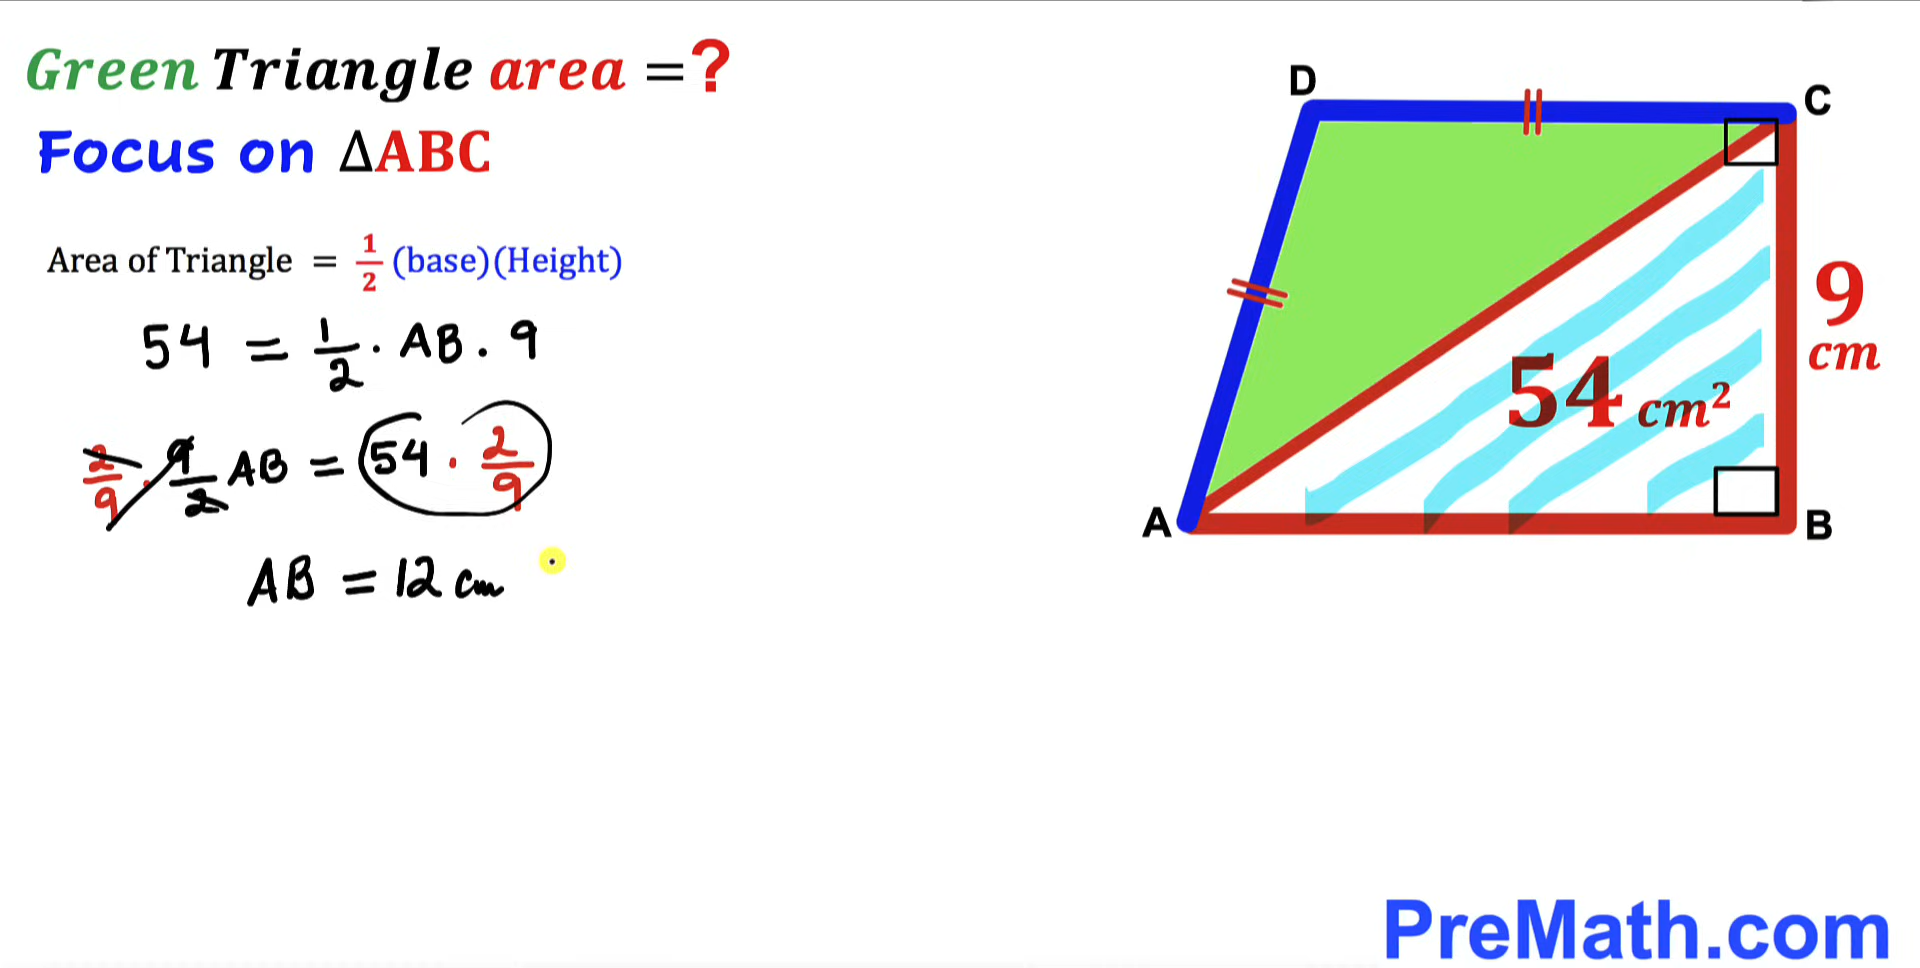 Green Triangle area = ?
Focus on ΔABC
Area of Triangle = 1/2 (base)(Height)
54 = 1/2 · AB · 9
2/9 · 9/2 AB = 54 · 2/9
AB = 12 cm
D
C
9
cm
54 cm²
A
B
PreMath.com